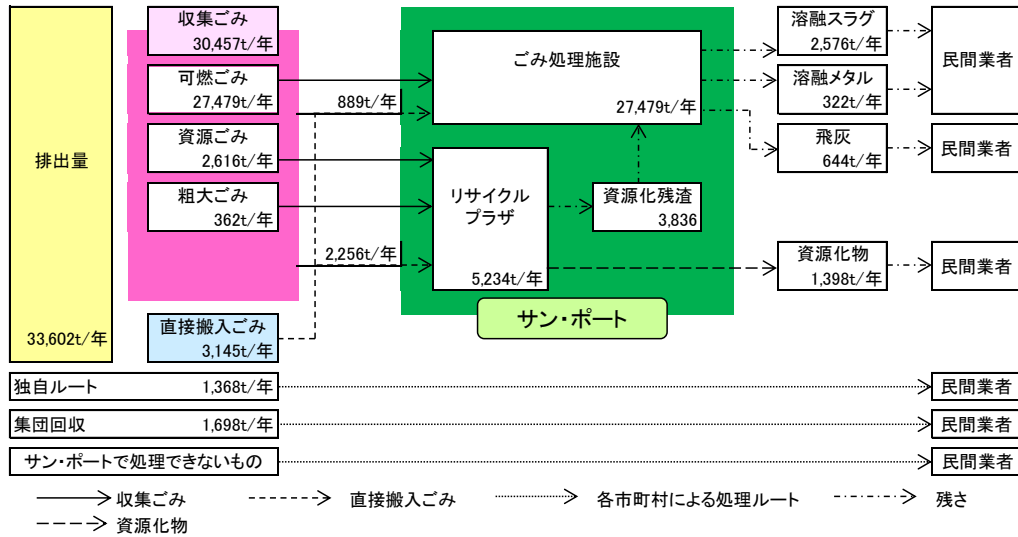 収集ごみ
30,457t/年
可燃ごみ
27,479t/年
資源ごみ
2,616t/年
粗大ごみ
362t/年
排出量
33,602t/年
直接搬入ごみ
3,145t/年
889t/年
2,256t/年
ごみ処理施設
27,479t/年
リサイクル
プラザ
5,234t/年
資源化残渣
3,836
サン・ポート
溶融スラグ
2,576t/年
溶融メタル
322t/年
飛灰
644t/年
資源化物
1,398t/年
民間業者
民間業者
民間業者
独自ルート 1,368t/年
民間業者
集団回収 1,698t/年
民間業者
サン・ポートで処理できないもの
民間業者
収集ごみ
直接搬入ごみ
各市町村による処理ルート
残さ
資源化物